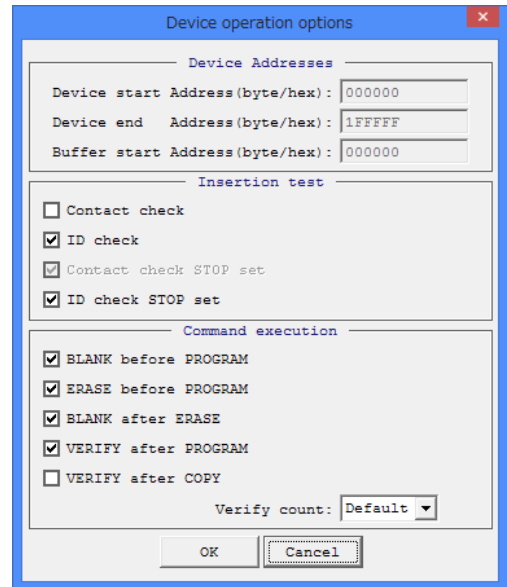 Device operation options
Device Addresses
Device start Address(byte/hex): 000000
Device end Address(byte/hex): 1FFFFF
Buffer start Address(byte/hex): 000000
Insertion test
Contact check
ID check
Contact check STOP set
ID check STOP set
Command execution
BLANK before PROGRAM
ERASE before PROGRAM
BLANK after ERASE
VERIFY after PROGRAM
VERIFY after COPY
Verify count: Default
OK Cancel